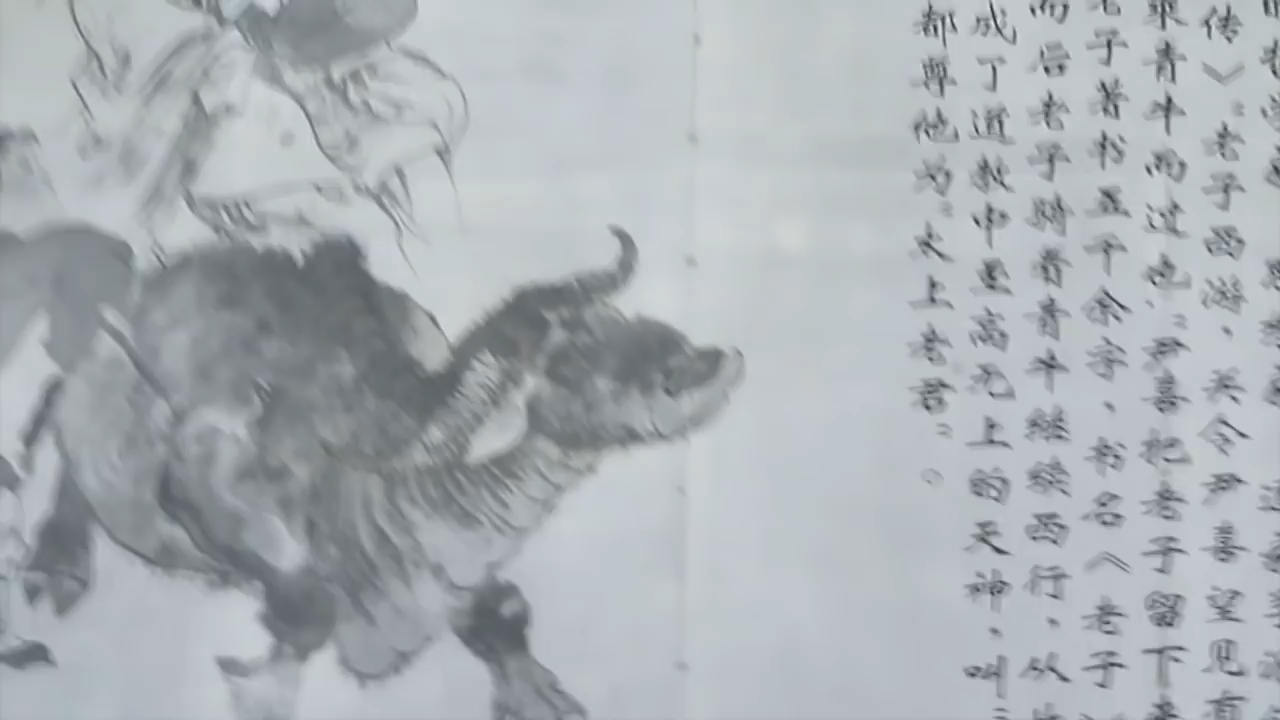 传》：老子西游，关令尹喜望见有
乘青牛而过也：尹喜把老子留下来
老子著书五千余字，书名《老子
而后老子骑着青牛继续西行，从
成了道教中至高无上的天神，叫
都尊他为：太上老君：。